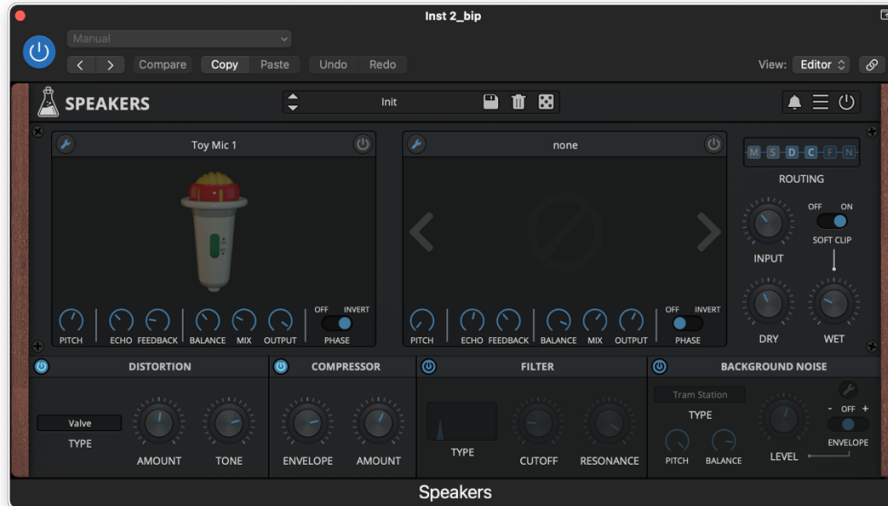 Inst 2_bip
Manual
Compare Copy Paste Undo Redo View: Editor
SPEAKERS Init
Toy Mic 1 none
M S D C F N
ROUTING
OFF ON
INPUT SOFT CLIP
OFF INVERT OFF INVERT
PITCH ECHO FEEDBACK BALANCE MIX OUTPUT PHASE PITCH ECHO FEEDBACK BALANCE MIX OUTPUT PHASE DRY WET
DISTORTION COMPRESSOR FILTER BACKGROUND NOISE
Tram Station
Valve TYPE - OFF +
TYPE TYPE ENVELOPE
AMOUNT TONE ENVELOPE AMOUNT CUTOFF RESONANCE PITCH BALANCE LEVEL
Speakers